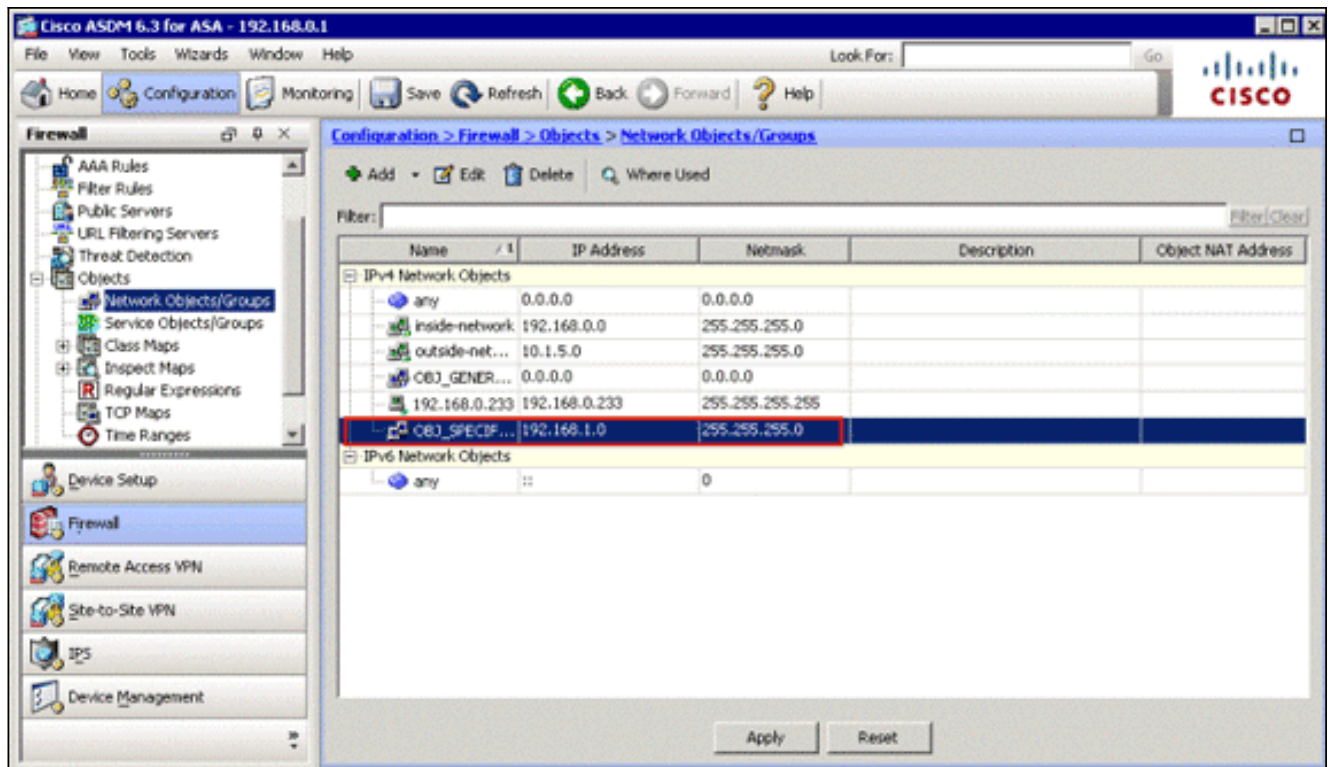 Cisco ASDM 6.3 for ASA - 192.168.0.1
File View Tools Wizards Window Help Look For: Go
Home Configuration Monitoring Save Refresh Back Forward Help
CISCO
Firewall
AAA Rules
Filter Rules
Public Servers
URL Filtering Servers
Threat Detection
Objects
Network Objects/Groups
Service Objects/Groups
Class Maps
Inspect Maps
Regular Expressions
TCP Maps
Time Ranges
Device Setup
Firewall
Remote Access VPN
Site-to-Site VPN
IPS
Device Management
Configuration > Firewall > Objects > Network Objects/Groups
Add Edit Delete Where Used
Filter: Filter Clear
Name 1 IP Address Netmask Description Object NAT Address
IPv4 Network Objects
any 0.0.0.0 0.0.0.0
inside-network 192.168.0.0 255.255.255.0
outside-net... 10.1.5.0 255.255.255.0
OBJ_GENER... 0.0.0.0 0.0.0.0
192.168.0.233 192.168.0.233 255.255.255.255
OBJ_SPECIF... 192.168.1.0 255.255.255.0
IPv6 Network Objects
any :: 0
Apply Reset